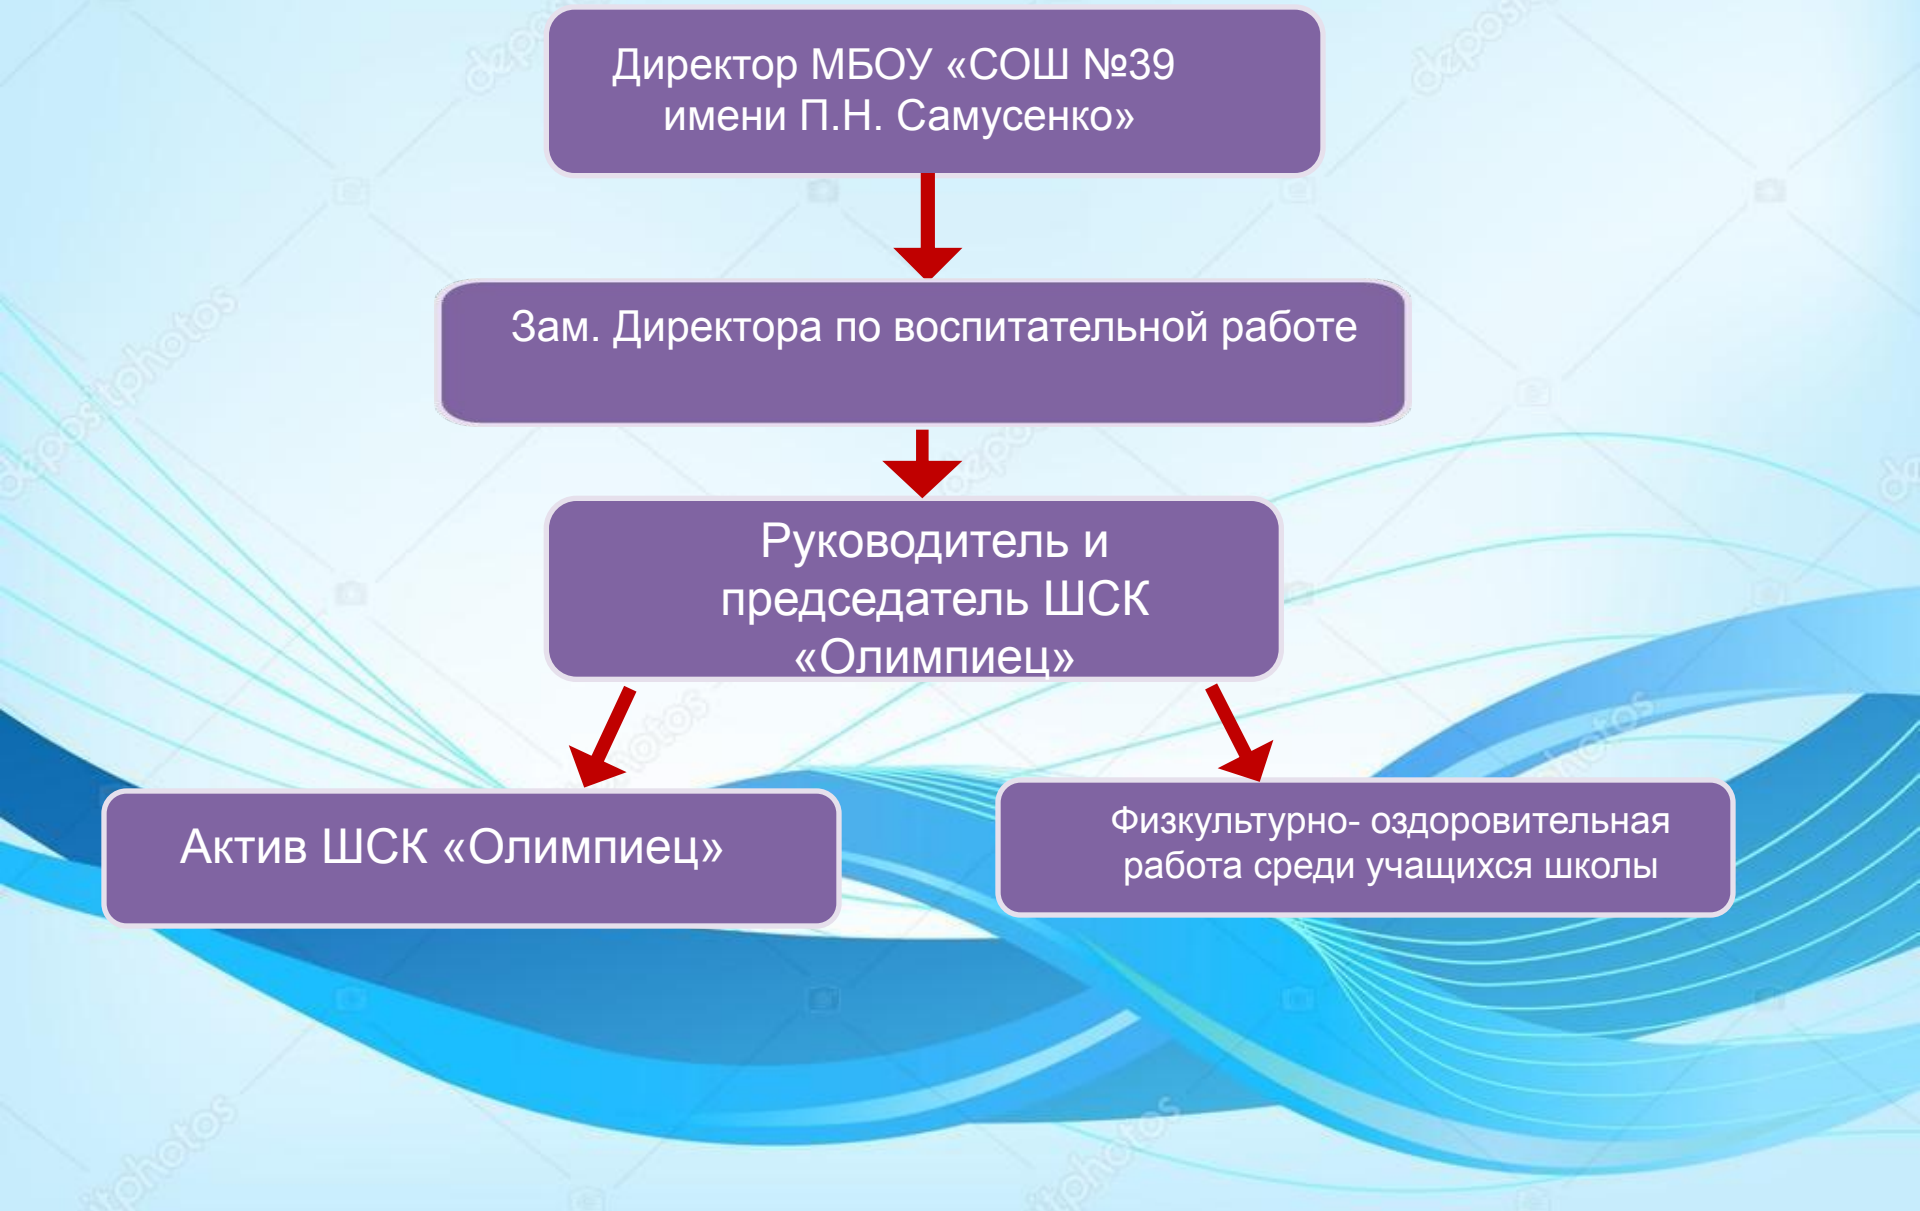 Директор МБОУ «СОШ №39
имени П.Н. Самусенко»
Зам. Директора по воспитательной работе
Руководитель и
председатель ШСК
«Олимпиец»
Актив ШСК «Олимпиец»
Физкультурно- оздоровительная
работа среди учащихся школы
depositphotos